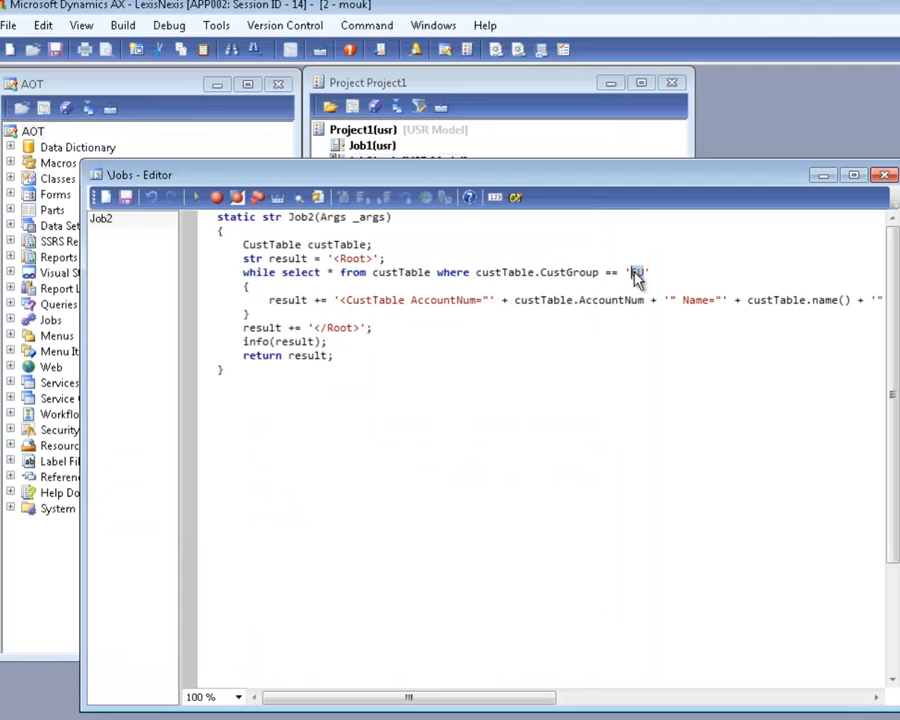 Microsoft Dynamics AX - LexisNexis [APP002: Session ID - 14] - [2 - mouk]
File Edit View Build Debug Tools Version Control Command Windows Help
AOT
Project Project1
AOT
Data Dictionary
Macros
Classes
Forms
Parts
Data Set
SSRS Re
Reports
Visual S
Report L
Queries
Jobs
Menus
Menu It
Web
Services
Service
Workflo
Security
Resourc
Label Fi
Referenc
Help Do
System
Project1(usr) [USR Model]
Job1(usr)
\Jobs - Editor
Job2
static str Job2(Args _args)
{
CustTable custTable;
str result = '<Root>';
while select * from custTable where custTable.CustGroup == '
{
result += '<CustTable AccountNum="' + custTable.AccountNum + '" Name="' + custTable.name() + '"
}
result += '</Root>';
info(result);
return result;
}
100 %